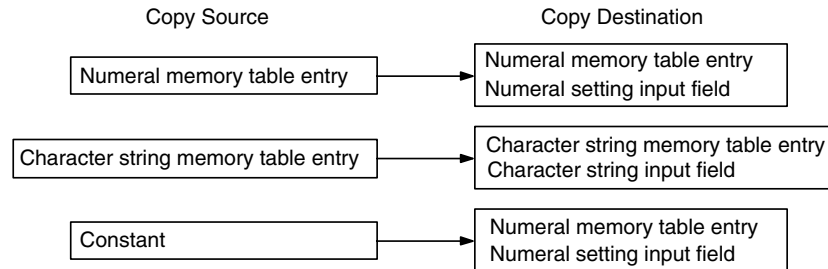 Copy Source
Copy Destination
Numeral memory table entry
Numeral memory table entry
Numeral setting input field
Character string memory table entry
Character string memory table entry
Character string input field
Constant
Numeral memory table entry
Numeral setting input field